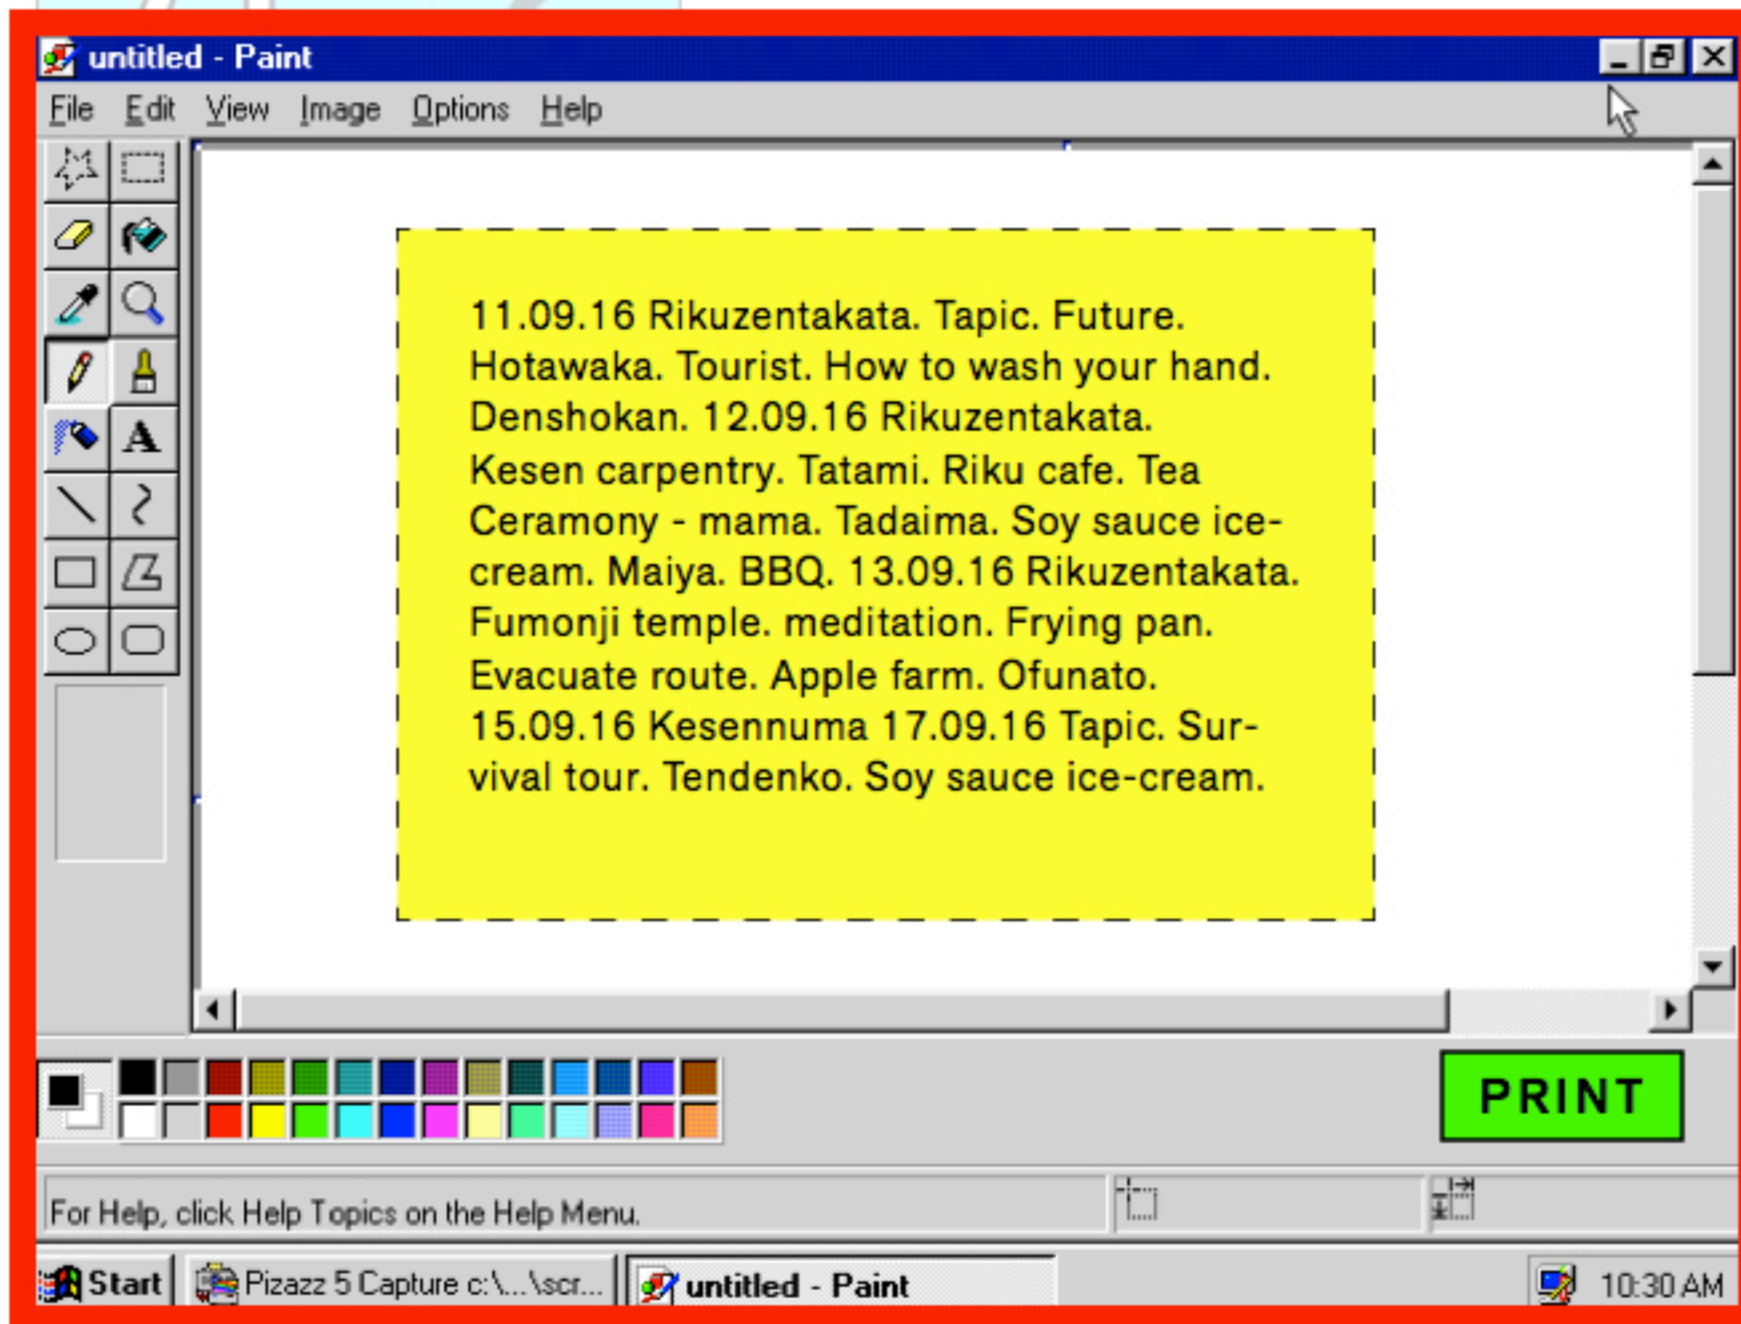 untitled - Paint
File Edit View Image Options Help
A
11.09.16 Rikuzentakata. Tapic. Future.
Hotawaka. Tourist. How to wash your hand.
Denshokan. 12.09.16 Rikuzentakata.
Kesen carpentry. Tatami. Riku cafe. Tea
Ceramony - mama. Tadaima. Soy sauce ice-
cream. Maiya. BBQ. 13.09.16 Rikuzentakata.
Fumonji temple. meditation. Frying pan.
Evacuate route. Apple farm. Ofunato.
15.09.16 Kesennuma 17.09.16 Tapic. Sur-
vival tour. Tendenko. Soy sauce ice-cream.
PRINT
For Help, click Help Topics on the Help Menu.
Start Pizazz 5 Capture c:\...\scr... untitled - Paint 10:30 AM